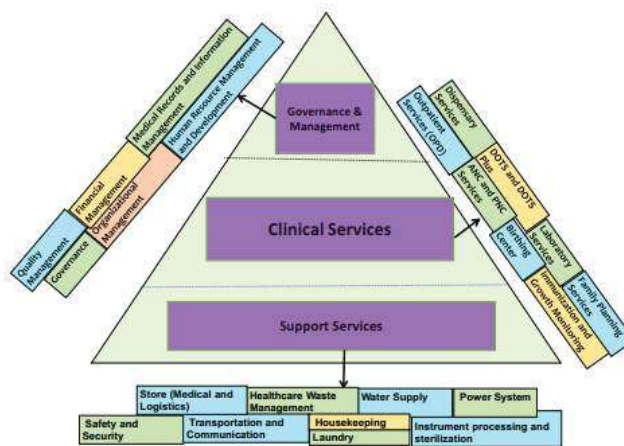 Governance &
Management
Clinical Services
Support Services
Medical Records and Information
Management
Human Resource Management
and Development
Financial
Management
Organizational
Management
Quality
Management
Governance
Dispensary
Services
Outpatient
Services (OPD)
DOTS and DOTS
Plus
ANC and PNC
Services
Laboratory
Services
Birthing
Center
Family Planning
Services
Immunization and
Growth Monitoring
Store (Medical and
Logistics)
Healthcare Waste
Management
Water Supply
Power System
Safety and
Security
Transportation and
Communication
Housekeeping
Laundry
Instrument processing and
sterilization